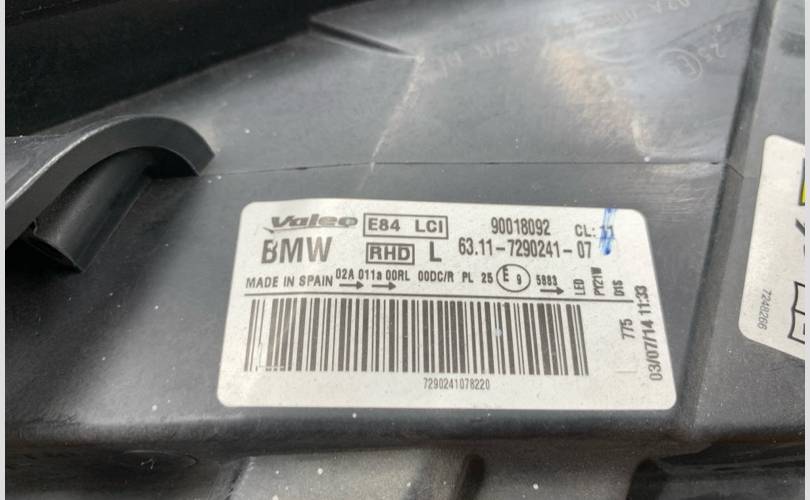 Valeo E84 LCI 90018092 CL: 11
BMW RHD L 63.11-7290241-07
MADE IN SPAIN 02A 011a 00RL 00DC/R PL 25 E 9 5883
LED
PY21W
D1S
7290241078220
775
03/07/14 11:33
7248266